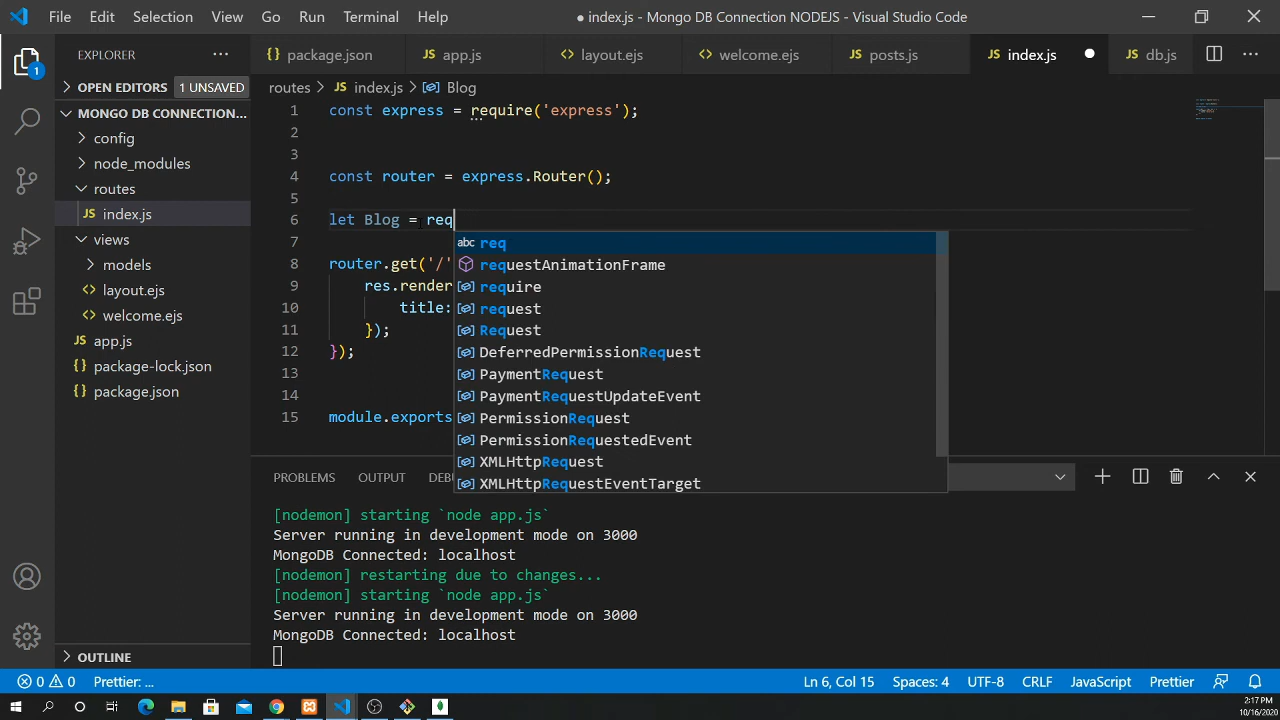 File Edit Selection View Go Run Terminal Help ● index.js - Mongo DB Connection NODEJS - Visual Studio Code
EXPLORER ···
package.json JS app.js <> layout.ejs <> welcome.ejs JS posts.js JS index.js ● JS db.js ···
OPEN EDITORS 1 UNSAVED
MONGO DB CONNECTION...
config
node_modules
routes
JS index.js
views
models
<> layout.ejs
<> welcome.ejs
JS app.js
{} package-lock.json
{} package.json
OUTLINE
1
routes > JS index.js > Blog
1 const express = require('express');
2
3
4 const router = express.Router();
5
6 let Blog = req
7
8 router.get('/'
9 res.render
10 title:
11 });
12 });
13
14
15 module.exports
abc req
requestAnimationFrame
require
request
Request
DeferredPermissionRequest
PaymentRequest
PaymentRequestUpdateEvent
PermissionRequest
PermissionRequestedEvent
XMLHttpRequest
XMLHttpRequestEventTarget
PROBLEMS OUTPUT DEB
[nodemon] starting `node app.js`
Server running in development mode on 3000
MongoDB Connected: localhost
[nodemon] restarting due to changes...
[nodemon] starting `node app.js`
Server running in development mode on 3000
MongoDB Connected: localhost
0 0 Prettier: ... Ln 6, Col 15 Spaces: 4 UTF-8 CRLF JavaScript Prettier
2:17 PM
10/16/2020